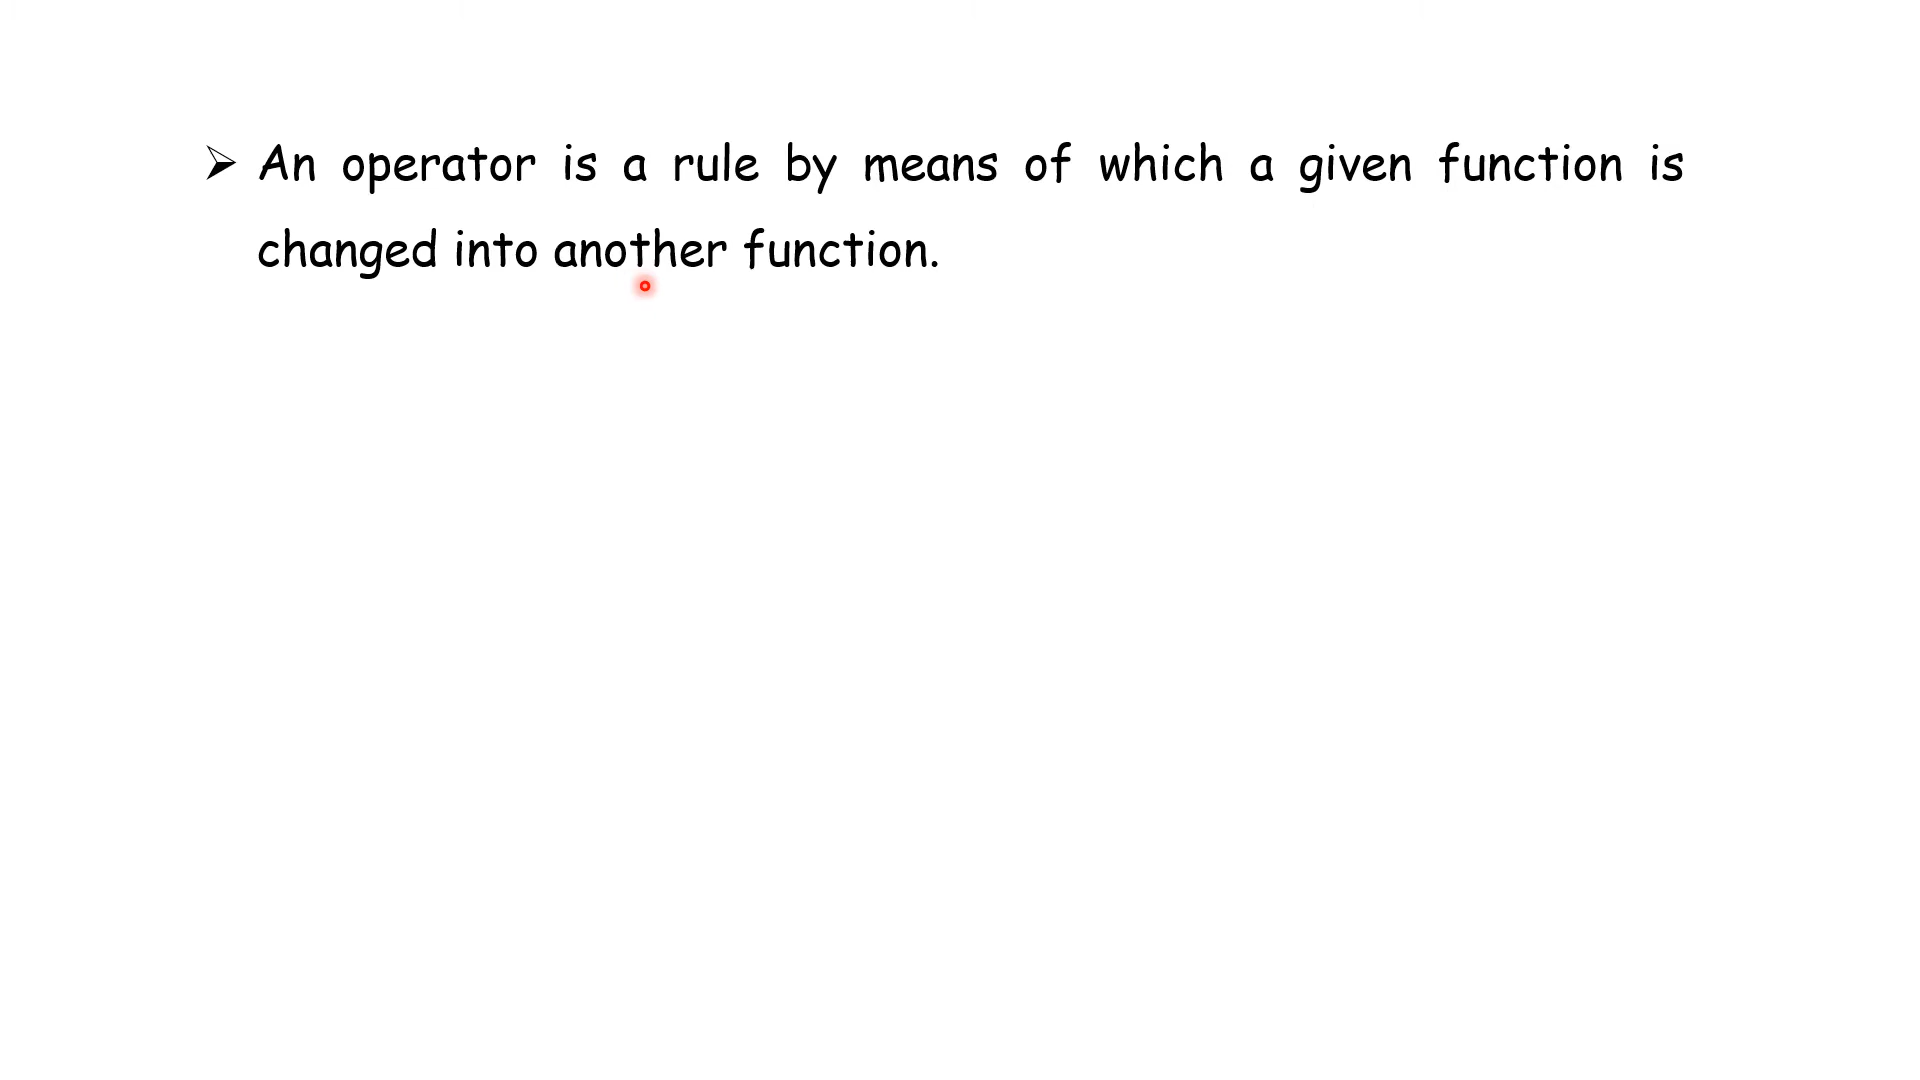 ➢ An operator is a rule by means of which a given function is
changed into another function.